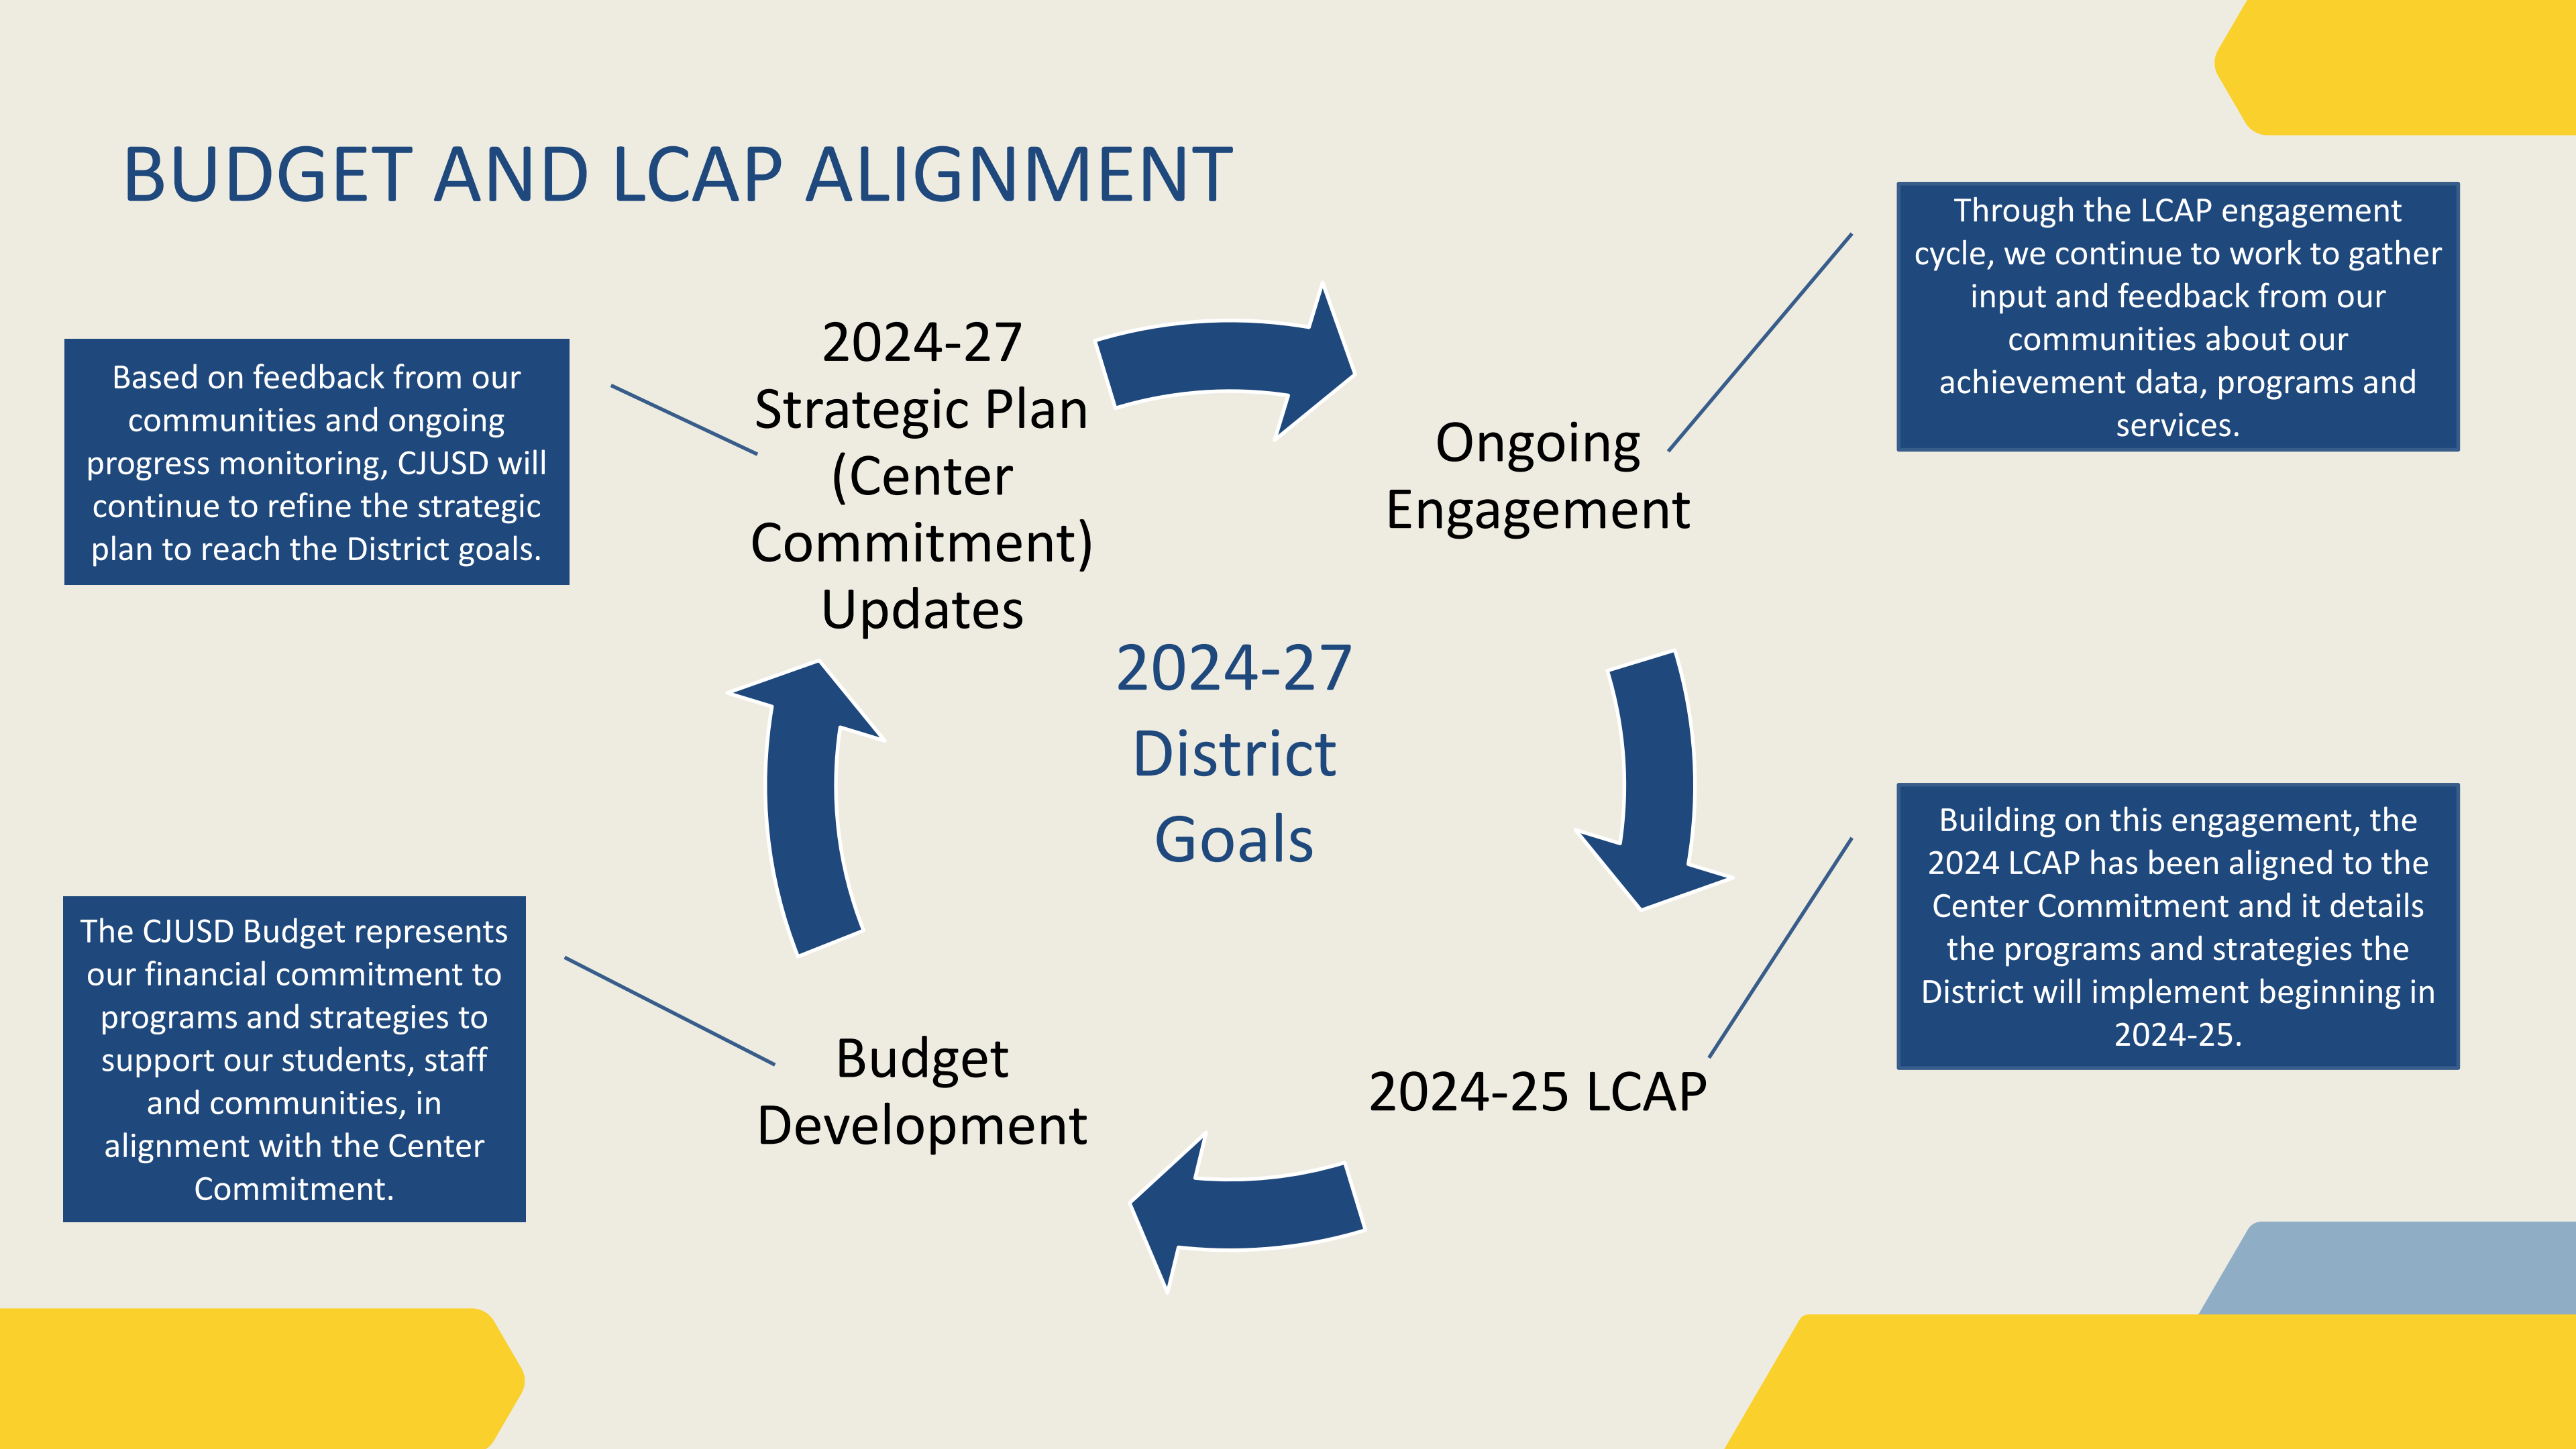 BUDGET AND LCAP ALIGNMENT
Based on feedback from our
communities and ongoing
progress monitoring, CJUSD will
continue to refine the strategic
plan to reach the District goals.
2024-27
Strategic Plan
(Center
Commitment)
Updates
Ongoing
Engagement
Through the LCAP engagement
cycle, we continue to work to gather
input and feedback from our
communities about our
achievement data, programs and
services.
2024-27
District
Goals
The CJUSD Budget represents
our financial commitment to
programs and strategies to
support our students, staff
and communities, in
alignment with the Center
Commitment.
Budget
Development
2024-25 LCAP
Building on this engagement, the
2024 LCAP has been aligned to the
Center Commitment and it details
the programs and strategies the
District will implement beginning in
2024-25.